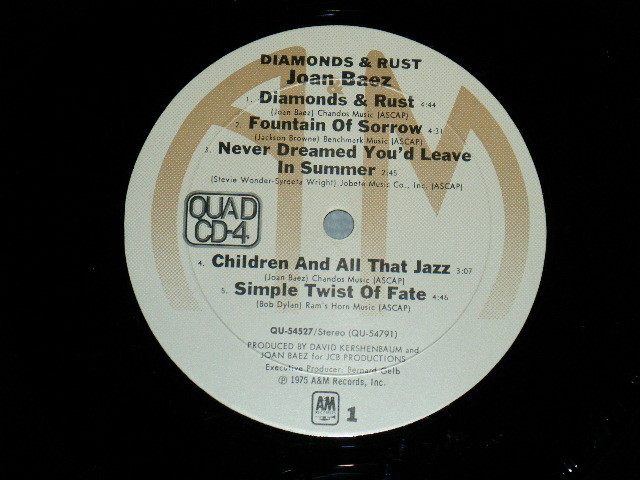 DIAMONDS & RUST
Joan Baez
1. Diamonds & Rust 4:44
(Joan Baez) Chandos Music (ASCAP)
2. Fountain Of Sorrow 4:31
(Jackson Browne) Benchmark Music (ASCAP)
3. Never Dreamed You'd Leave
In Summer 2:45
(Stevie Wonder-Syreeta Wright) Jobete Music Co., Inc. (ASCAP)
QUAD
CD-4
4. Children And All That Jazz 3:07
(Joan Baez) Chandos Music (ASCAP)
5. Simple Twist Of Fate 4:46
(Bob Dylan) Ram's Horn Music (ASCAP)
QU-54527/Stereo (QU-54791)
PRODUCED BY DAVID KERSHENBAUM and
JOAN BAEZ for JCB PRODUCTIONS
Executive Producer: Bernard Gelb
℗ 1975 A&M Records, Inc.
A&M
RECORDS
1